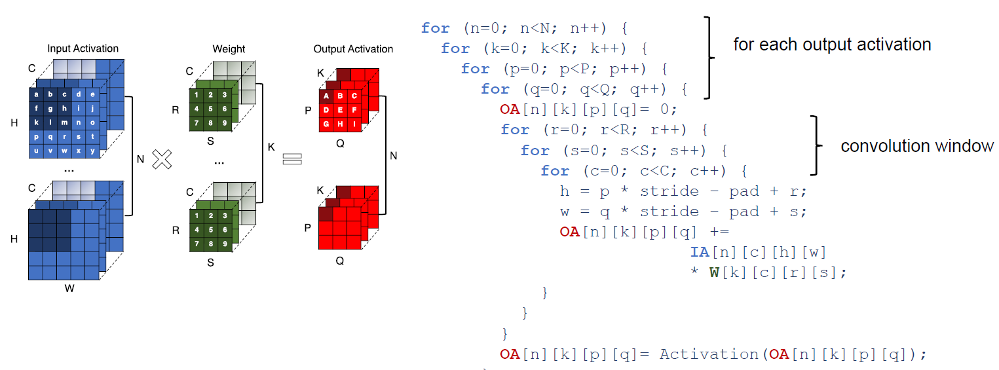 Input Activation
C
a b c d e
f g h i j
k l m n o
p q r s t
u v w x y
H
...
N
C
H
W
Weight
C
1 2 3
4 5 6
7 8 9
R
S
...
K
C
1 2 3
4 5 6
7 8 9
R
S
Output Activation
K
A B C
D E F
G H I
P
Q
N
K
P
Q
for (n=0; n<N; n++) {
for (k=0; k<K; k++) {
for (p=0; p<P; p++) {
for (q=0; q<Q; q++) {
OA[n][k][p][q]= 0;
for (r=0; r<R; r++) {
for (s=0; s<S; s++) {
for (c=0; c<C; c++) {
h = p * stride - pad + r;
w = q * stride - pad + s;
OA[n][k][p][q] +=
IA[n][c][h][w]
* W[k][c][r][s];
}
}
}
OA[n][k][p][q]= Activation(OA[n][k][p][q]);
for each output activation
convolution window